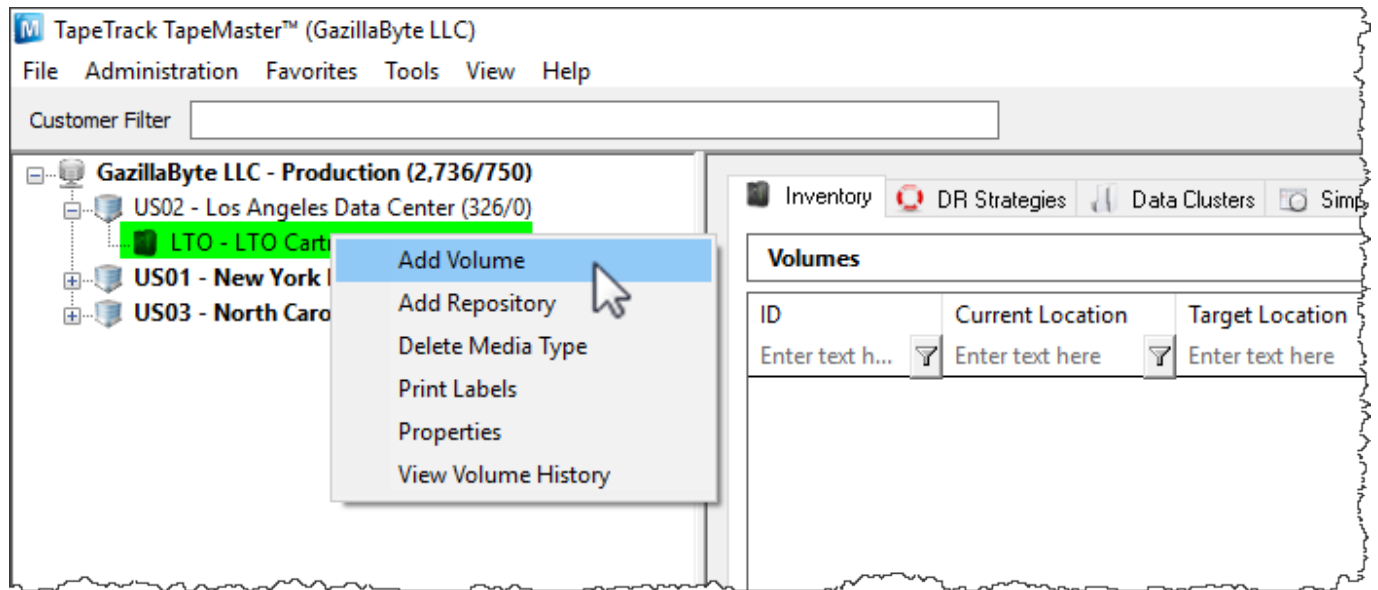 TapeTrack TapeMaster™ (GazillaByte LLC)
File Administration Favorites Tools View Help
Customer Filter
GazillaByte LLC - Production (2,736/750)
US02 - Los Angeles Data Center (326/0)
LTO - LTO
US01 - New York
US03 - North
Add Volume
Add Repository
Delete Media Type
Print Labels
Properties
View Volume History
Inventory DR Strategies Data Clusters
Volumes
ID Current Location Target Location
Enter text h... Enter text here Enter text here